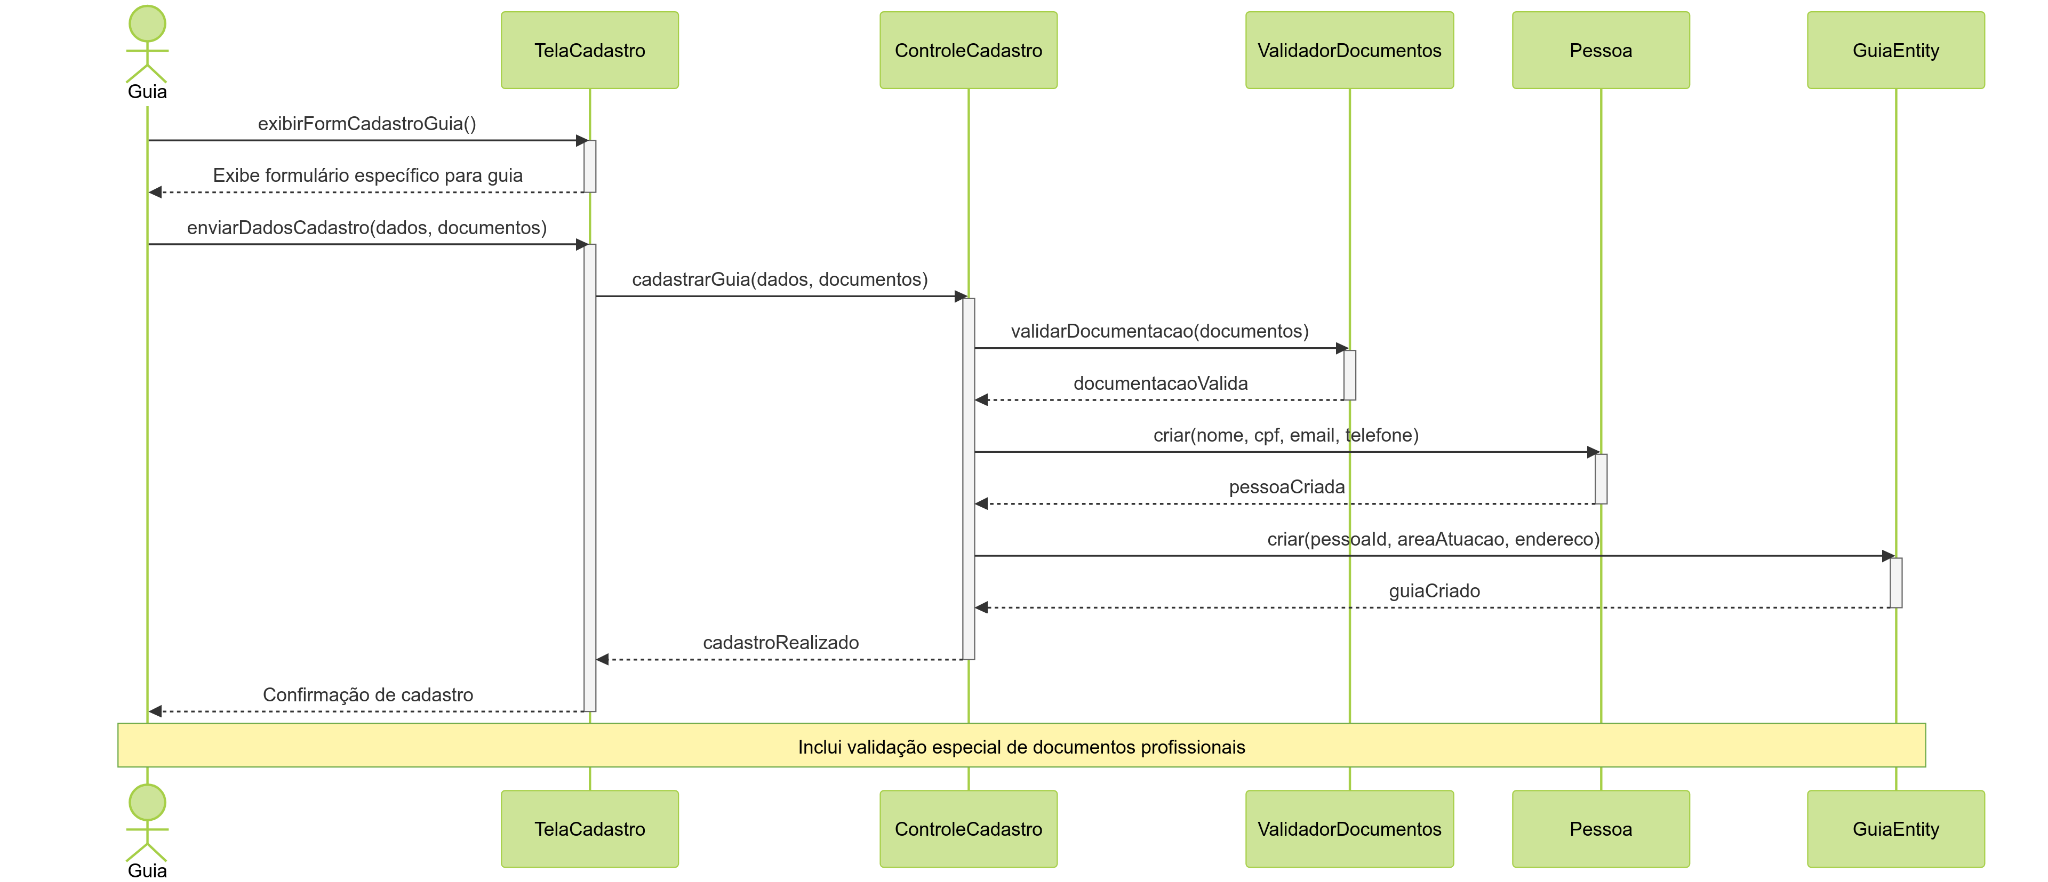 Guia
TelaCadastro
ControleCadastro
ValidadorDocumentos
Pessoa
GuiaEntity
exibirFormCadastroGuia()
Exibe formulário específico para guia
enviarDadosCadastro(dados, documentos)
cadastrarGuia(dados, documentos)
validarDocumentacao(documentos)
documentacaoValida
criar(nome, cpf, email, telefone)
pessoaCriada
criar(pessoaId, areaAtuacao, endereco)
guiaCriado
cadastroRealizado
Confirmação de cadastro
Inclui validação especial de documentos profissionais
Guia
TelaCadastro
ControleCadastro
ValidadorDocumentos
Pessoa
GuiaEntity